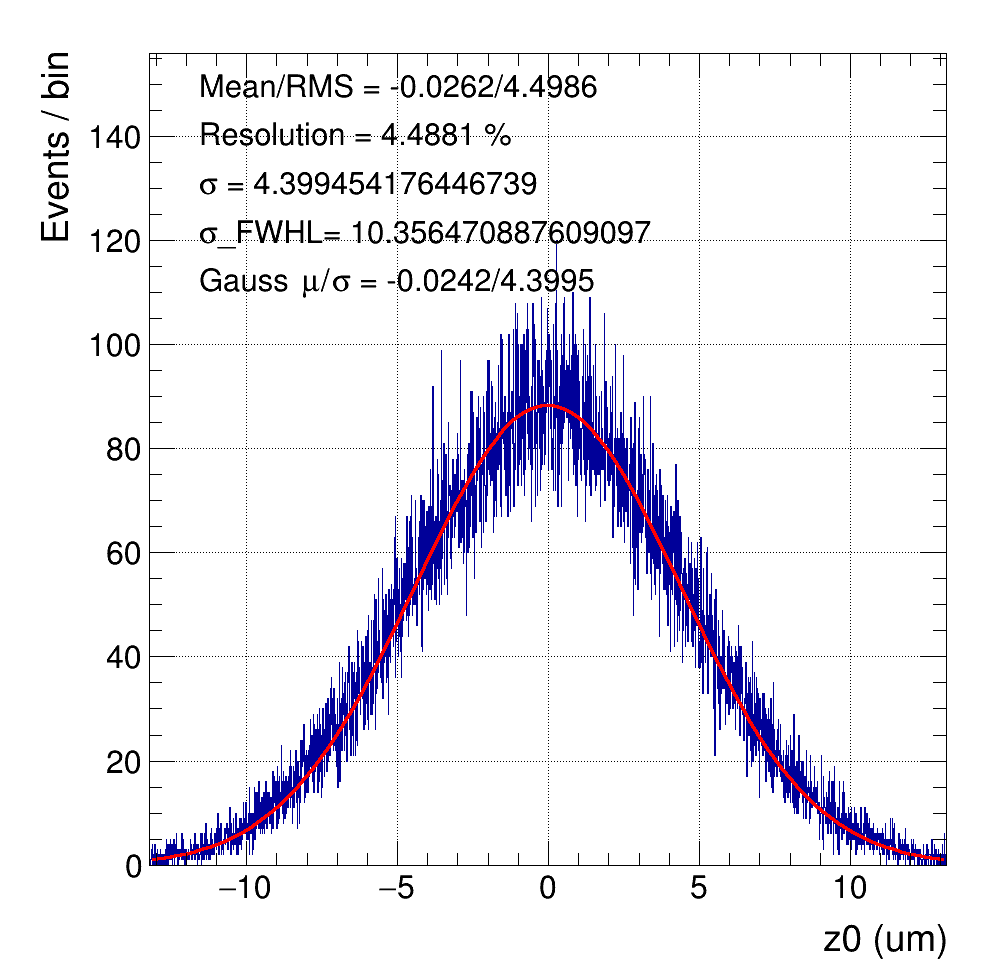 Events / bin
Mean/RMS = -0.0262/4.4986
Resolution = 4.4881 %
σ = 4.399454176446739
σ_FWHL= 10.356470887609097
Gauss μ/σ = -0.0242/4.3995
140
120
100
80
60
40
20
0
−10 −5 0 5 10
z0 (um)